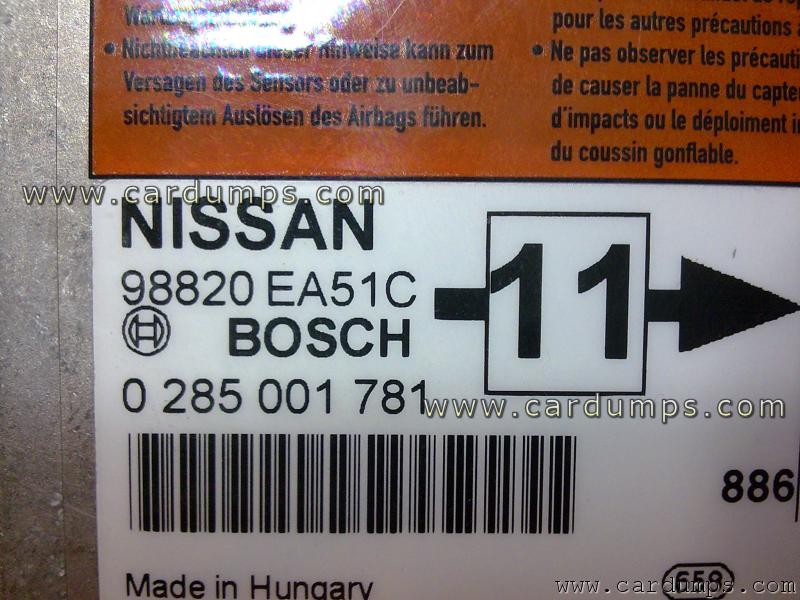 Nichtbeachten dieser Hinweise kann zum
Versagen des Sensors oder zu unbeab-
sichtigtem Auslösen des Airbags führen.
pour les autres précautions
• Ne pas observer les précauti
de causer la panne du capte
d'impacts ou le déploiment
du coussin gonflable.
www.cardumps.com
NISSAN
98820 EA51C
11
BOSCH
0 285 001 781
www.cardumps.com
886
Made in Hungary
658
www.cardumps.com